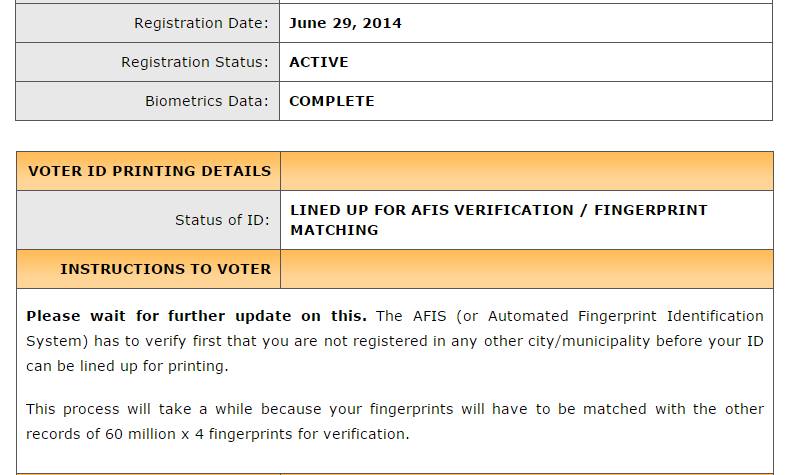 Registration Date: June 29, 2014
Registration Status: ACTIVE
Biometrics Data: COMPLETE
VOTER ID PRINTING DETAILS
Status of ID: LINED UP FOR AFIS VERIFICATION / FINGERPRINT
MATCHING
INSTRUCTIONS TO VOTER
Please wait for further update on this. The AFIS (or Automated Fingerprint Identification
System) has to verify first that you are not registered in any other city/municipality before your ID
can be lined up for printing.
This process will take a while because your fingerprints will have to be matched with the other
records of 60 million x 4 fingerprints for verification.